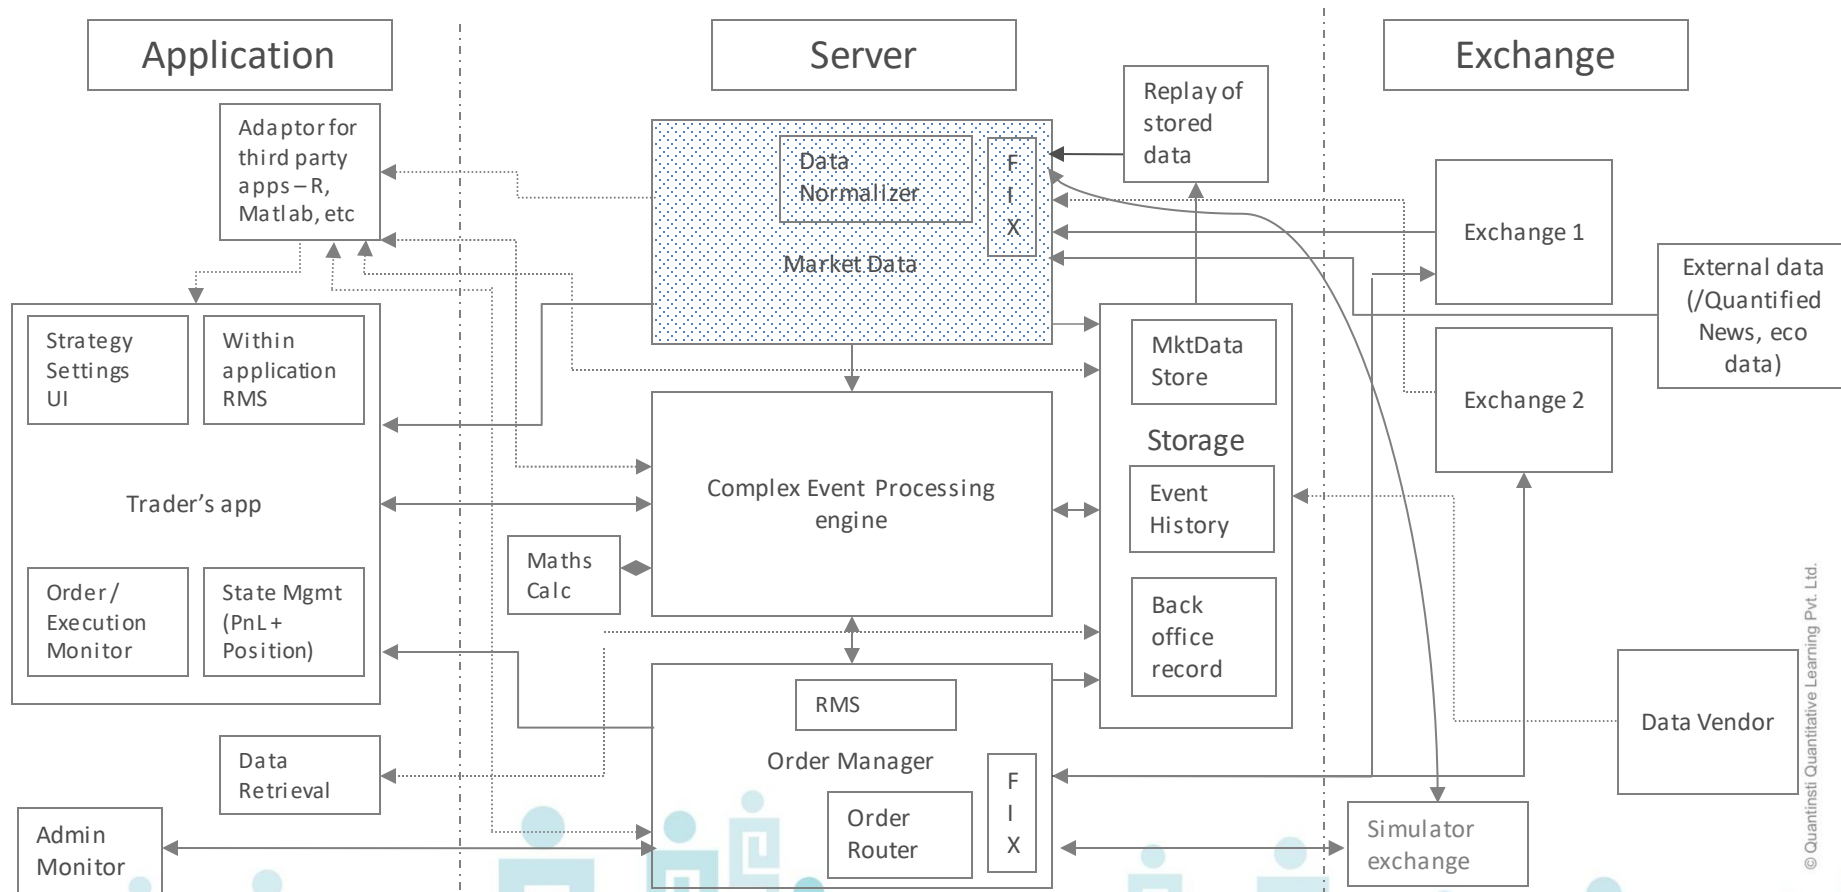 Application
Server
Exchange
Adaptor for
third party
apps – R,
Matlab, etc
Data
Normalizer
F
I
X
Market Data
Replay of
stored
data
Exchange 1
External data
(/Quantified
News, eco
data)
Strategy
Settings
UI
Within
application
RMS
Trader's app
Order /
Execution
Monitor
State Mgmt
(PnL +
Position)
Complex Event Processing
engine
Maths
Calc
MktData
Store
Storage
Event
History
Back
office
record
Exchange 2
Data Vendor
RMS
Order Manager
Order
Router
F
I
X
Data
Retrieval
Admin
Monitor
Simulator
exchange
© Quantinsti Quantitative Learning Pvt. Ltd.